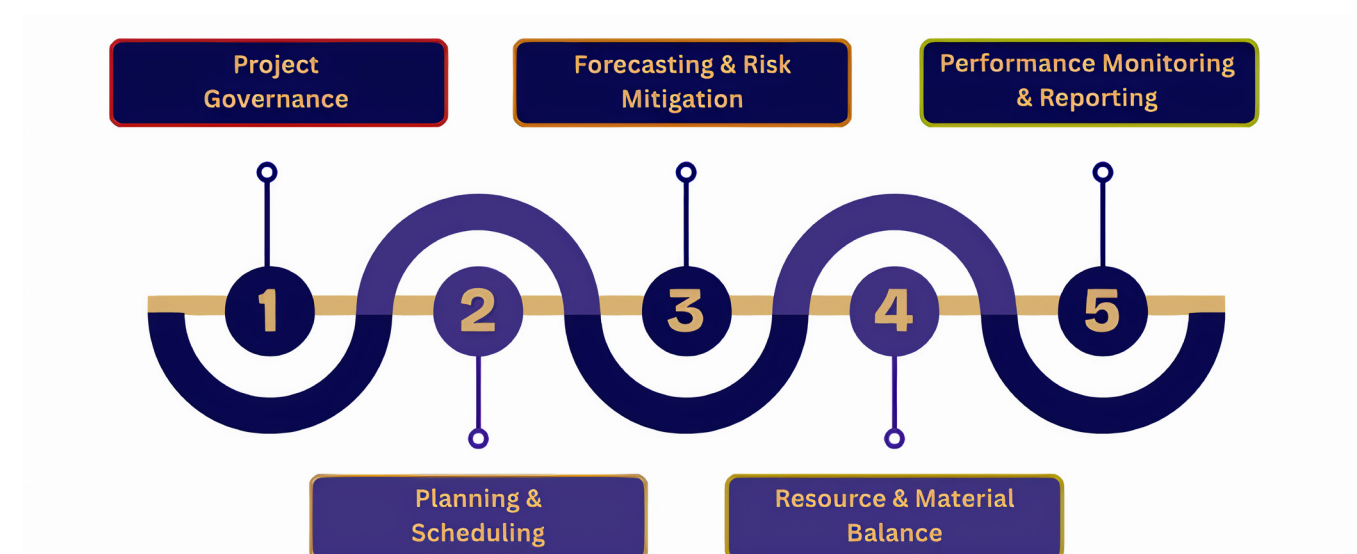 Project
Governance
Forecasting & Risk
Mitigation
Performance Monitoring
& Reporting
1
2
3
4
5
Planning &
Scheduling
Resource & Material
Balance